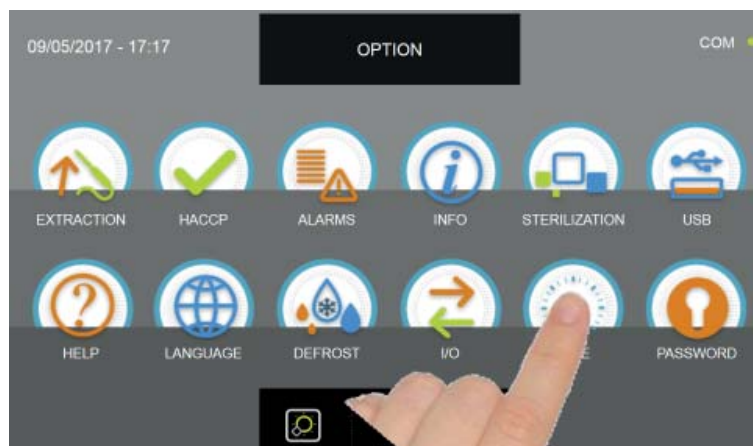 09/05/2017 - 17:17
OPTION
COM
EXTRACTION
HACCP
ALARMS
INFO
STERILIZATION
USB
HELP
LANGUAGE
DEFROST
I/O
PASSWORD